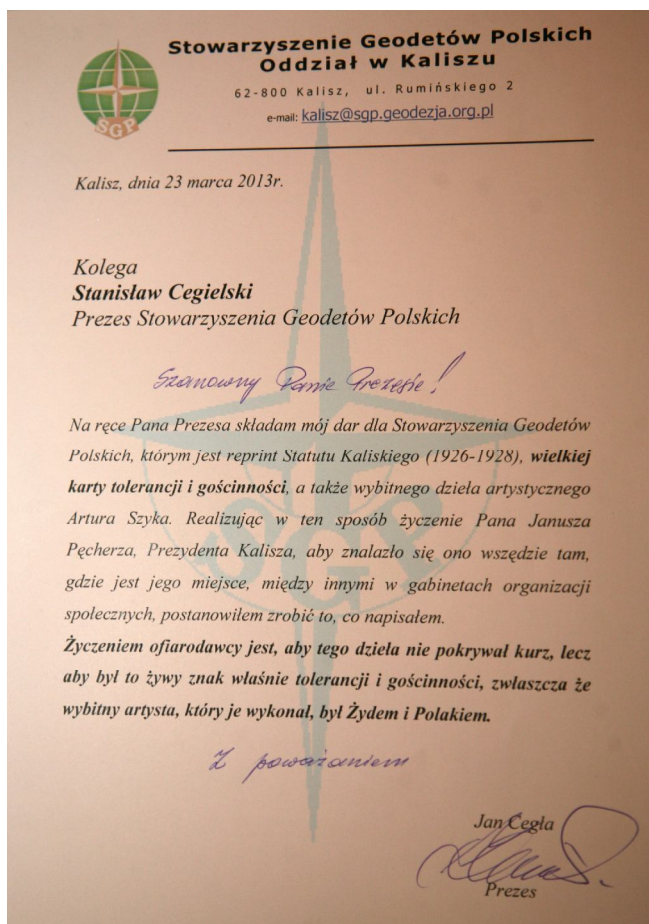 Stowarzyszenie Geodetów Polskich
Oddział w Kaliszu
62-800 Kalisz, ul. Rumińskiego 2
e-mail: kalisz@sgp.geodezja.org.pl
SGP
Kalisz, dnia 23 marca 2013r.
Kolega
Stanisław Cegielski
Prezes Stowarzyszenia Geodetów Polskich
Szanowny Panie Prezesie!
Na ręce Pana Prezesa składam mój dar dla Stowarzyszenia Geodetów
Polskich, którym jest reprint Statutu Kaliskiego (1926-1928), wielkiej
karty tolerancji i gościnności, a także wybitnego dzieła artystycznego
Artura Szyka. Realizując w ten sposób życzenie Pana Janusza
Pęcherza, Prezydenta Kalisza, aby znalazło się ono wszędzie tam,
gdzie jest jego miejsce, między innymi w gabinetach organizacji
społecznych, postanowiłem zrobić to, co napisałem.
Życzeniem ofiarodawcy jest, aby tego dzieła nie pokrywał kurz, lecz
aby był to żywy znak właśnie tolerancji i gościnności, zwłaszcza że
wybitny artysta, który je wykonał, był Żydem i Polakiem.
SGP
Z poważaniem
Jan Cegła
Prezes